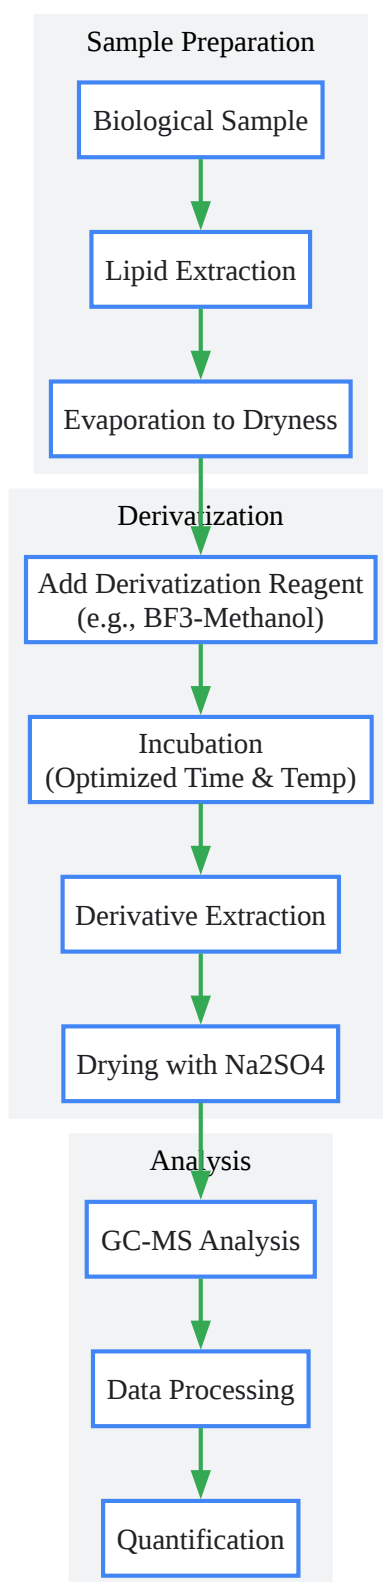 Sample Preparation
Biological Sample
Lipid Extraction
Evaporation to Dryness
Derivatization
Add Derivatization Reagent
(e.g., BF3-Methanol)
Incubation
(Optimized Time & Temp)
Derivative Extraction
Drying with Na2SO4
Analysis
GC-MS Analysis
Data Processing
Quantification